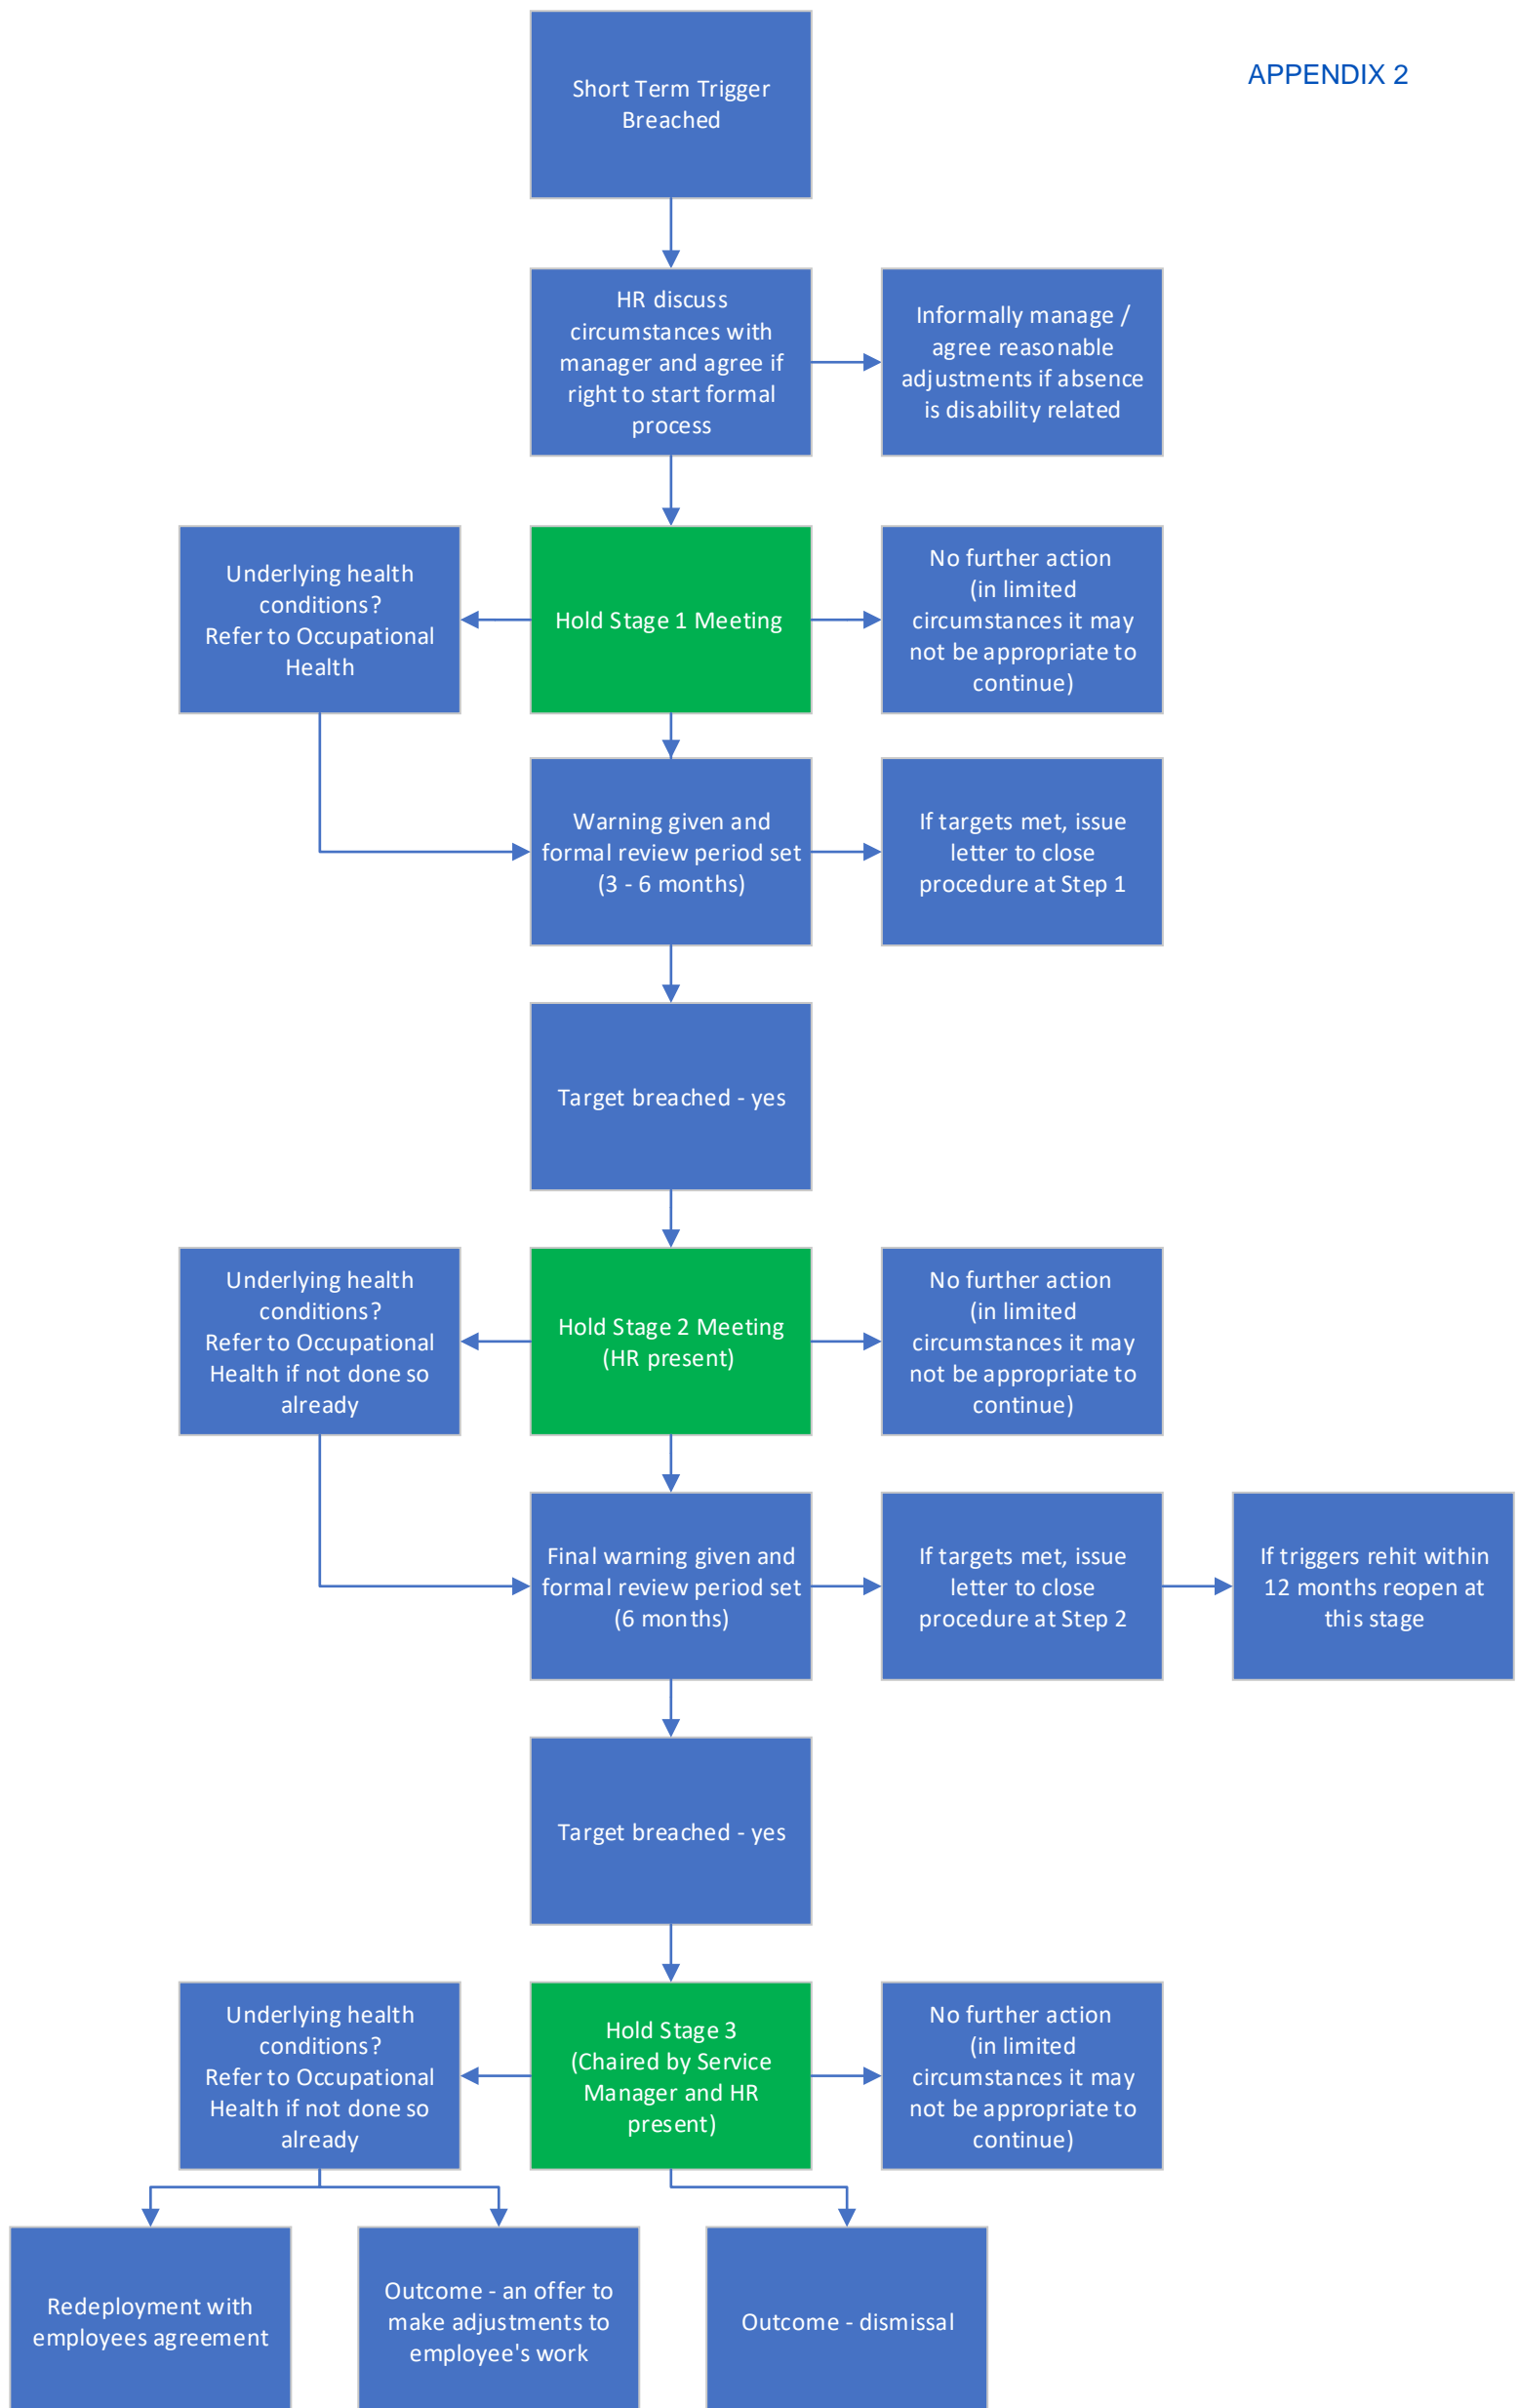 APPENDIX 2
Short Term Trigger
Breached
HR discuss
circumstances with
manager and agree if
right to start formal
process
Informally manage /
agree reasonable
adjustments if absence
is disability related
Underlying health
conditions?
Refer to Occupational
Health
Hold Stage 1 Meeting
No further action
(in limited
circumstances it may
not be appropriate to
continue)
Warning given and
formal review period set
(3 - 6 months)
If targets met, issue
letter to close
procedure at Step 1
Target breached - yes
Underlying health
conditions?
Refer to Occupational
Health if not done so
already
Hold Stage 2 Meeting
(HR present)
No further action
(in limited
circumstances it may
not be appropriate to
continue)
Final warning given and
formal review period set
(6 months)
If targets met, issue
letter to close
procedure at Step 2
If triggers rehit within
12 months reopen at
this stage
Target breached - yes
Underlying health
conditions?
Refer to Occupational
Health if not done so
already
Hold Stage 3
(Chaired by Service
Manager and HR
present)
No further action
(in limited
circumstances it may
not be appropriate to
continue)
Redeployment with
employees agreement
Outcome - an offer to
make adjustments to
employee's work
Outcome - dismissal